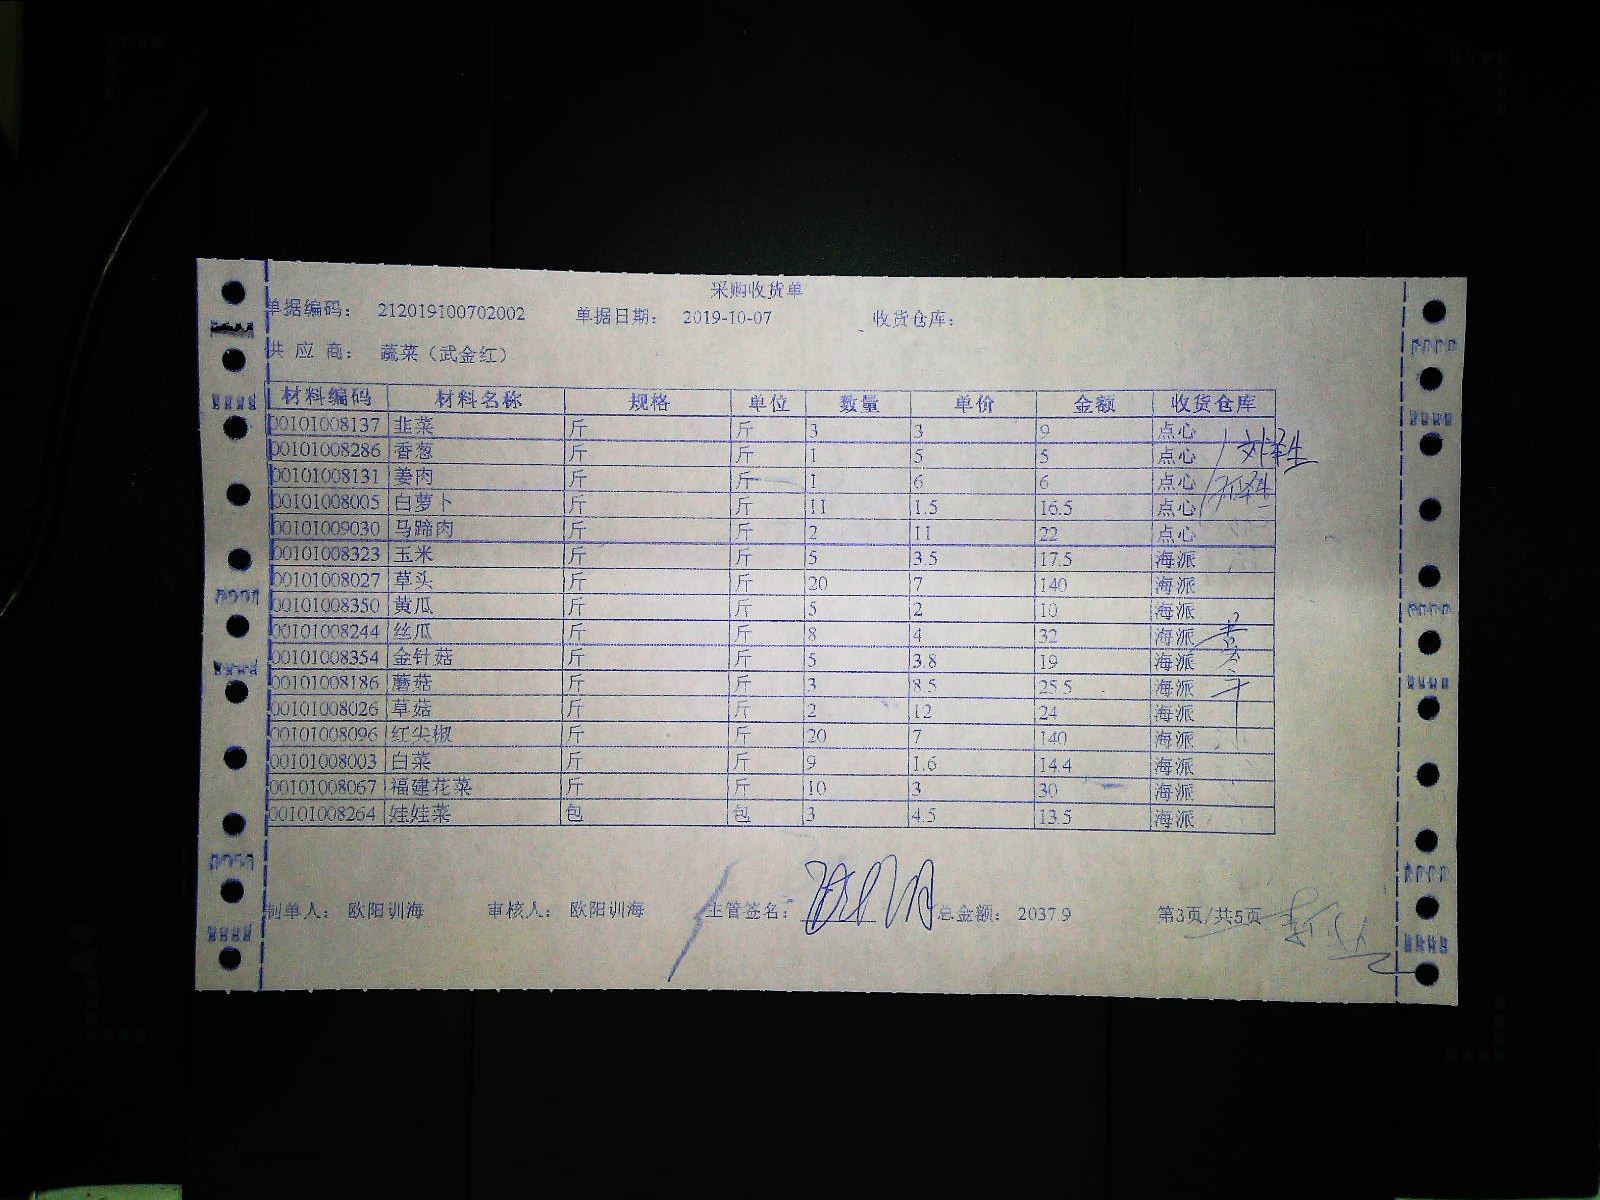 采购收货单
单据编码： 212019100702002 单据日期： 2019-10-07 收货仓库：
供 应 商： 蔬菜（武金红）
材料编码 材料名称 规格 单位 数量 单价 金额 收货仓库
00101008137 韭菜 斤 斤 3 3 9 点心
00101008286 香葱 斤 斤 1 5 5 点心
00101008131 姜肉 斤 斤 1 6 6 点心
00101008005 白萝卜 斤 斤 11 1.5 16.5 点心
00101009030 马蹄肉 斤 斤 2 11 22 点心
00101008323 玉米 斤 斤 5 3.5 17.5 海派
00101008027 草头 斤 斤 20 7 140 海派
00101008350 黄瓜 斤 斤 5 2 10 海派
00101008244 丝瓜 斤 斤 8 4 32 海派
00101008354 金针菇 斤 斤 5 3.8 19 海派
00101008186 蘑菇 斤 斤 3 8.5 25.5 海派
00101008026 草菇 斤 斤 2 12 24 海派
00101008096 红尖椒 斤 斤 20 7 140 海派
00101008003 白菜 斤 斤 9 1.6 14.4 海派
00101008067 福建花菜 斤 斤 10 3 30 海派
00101008264 娃娃菜 包 包 3 4.5 13.5 海派
制单人： 欧阳训海 审核人： 欧阳训海 主管签名： 总金额： 2037.9 第3页/共5页